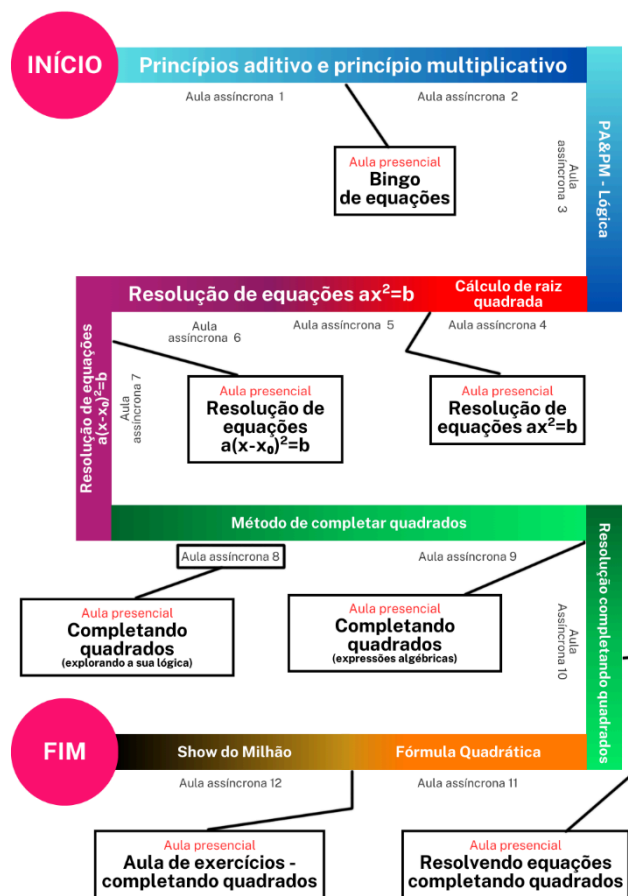 INÍCIO
Princípios aditivo e princípio multiplicativo
Aula assíncrona 1
Aula assíncrona 2
PA&PM - Lógica
Aula
assíncrona 3
Aula presencial
Bingo
de equações
Cálculo de raiz
quadrada
Resolução de equações ax²=b
Aula assíncrona 4
Aula assíncrona 5
Aula
assíncrona 6
Aula presencial
Resolução de
equações ax²=b
Aula presencial
Resolução de
equações
a(x-x₀)²=b
Resolução de equações
a(x-x₀)²=b
Aula
assíncrona 7
Método de completar quadrados
Aula assíncrona 8
Aula assíncrona 9
Aula presencial
Completando
quadrados
(explorando a sua lógica)
Aula presencial
Completando
quadrados
(expressões algébricas)
Resolução completando quadrados
Aula
Assíncrona 10
Fórmula Quadrática
Aula assíncrona 11
Show do Milhão
Aula assíncrona 12
FIM
Aula presencial
Aula de exercícios -
completando quadrados
Aula presencial
Resolvendo equações
completando quadrados